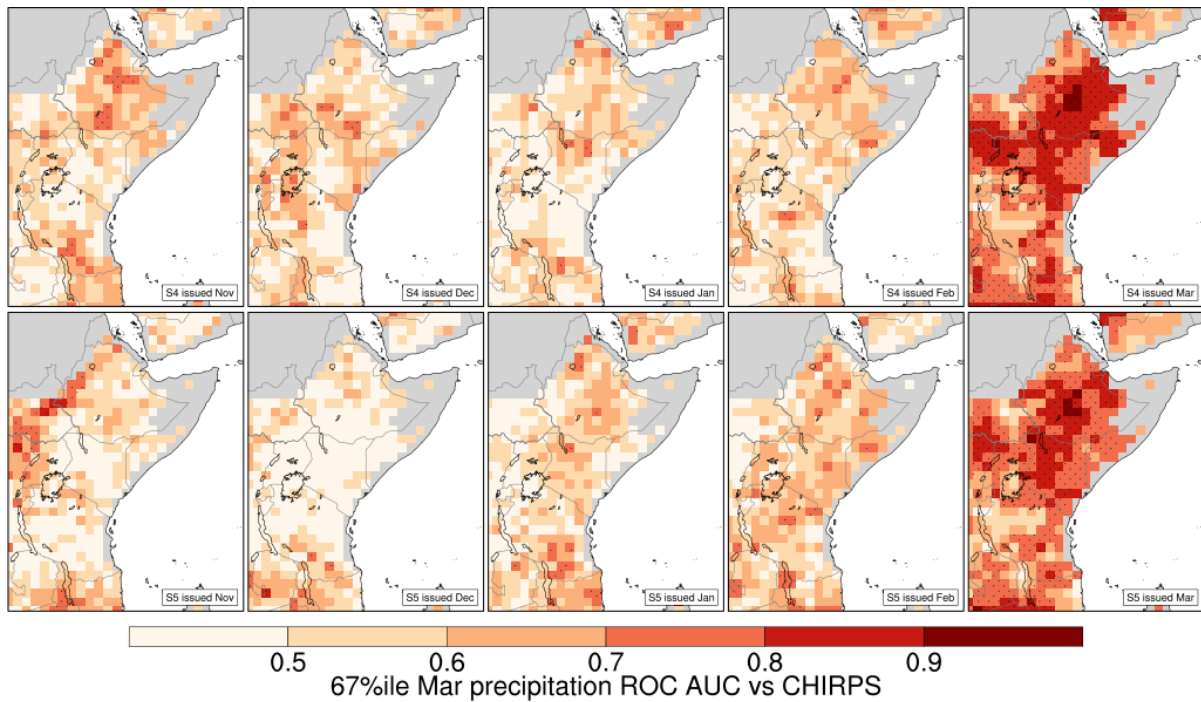 S4 issued Nov
S4 issued Dec
S4 issued Jan
S4 issued Feb
S4 issued Mar
S5 issued Nov
S5 issued Dec
S5 issued Jan
S5 issued Feb
S5 issued Mar
0.5 0.6 0.7 0.8 0.9
67%ile Mar precipitation ROC AUC vs CHIRPS